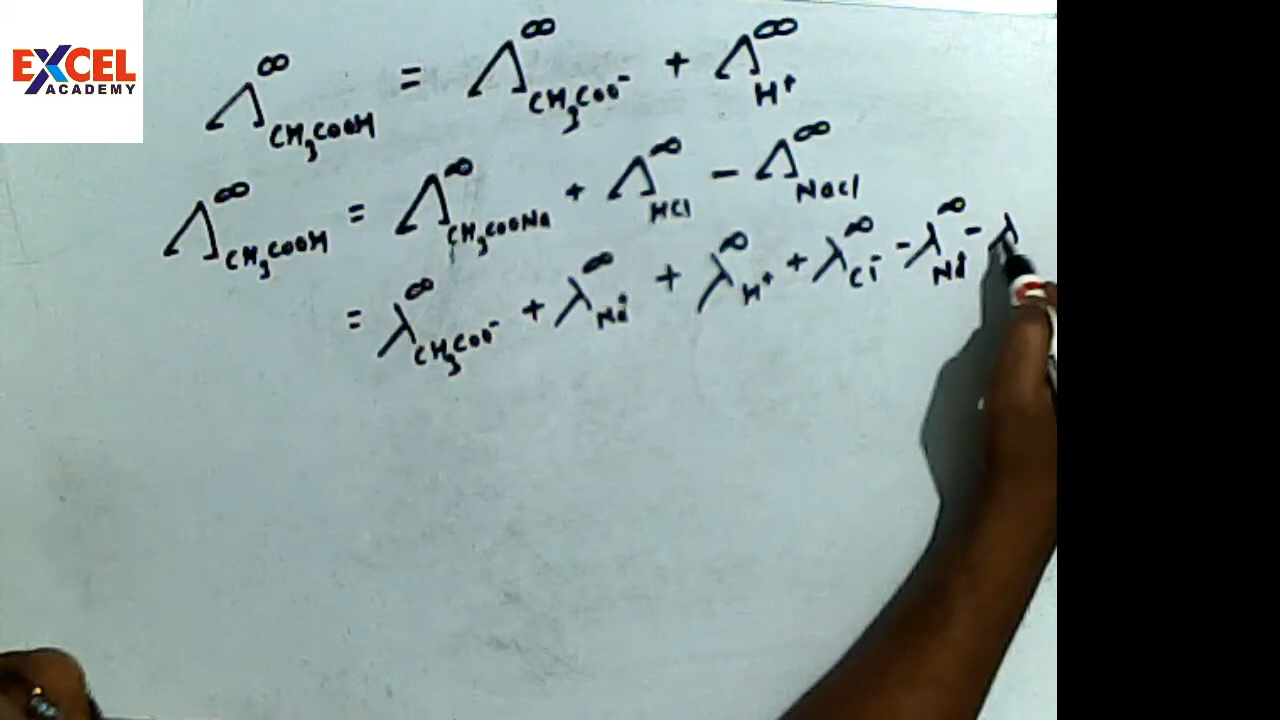 EXCEL
ACADEMY
Λ^∞ CH₃COOH = Λ^∞ CH₃COO⁻ + Λ^∞ H⁺
Λ^∞ CH₃COOH = Λ^∞ CH₃COONa + Λ^∞ HCl − Λ^∞ NaCl
= λ^∞ CH₃COO⁻ + λ^∞ Na⁺ + λ^∞ H⁺ + λ^∞ Cl⁻ − λ^∞ Na⁺ − λ